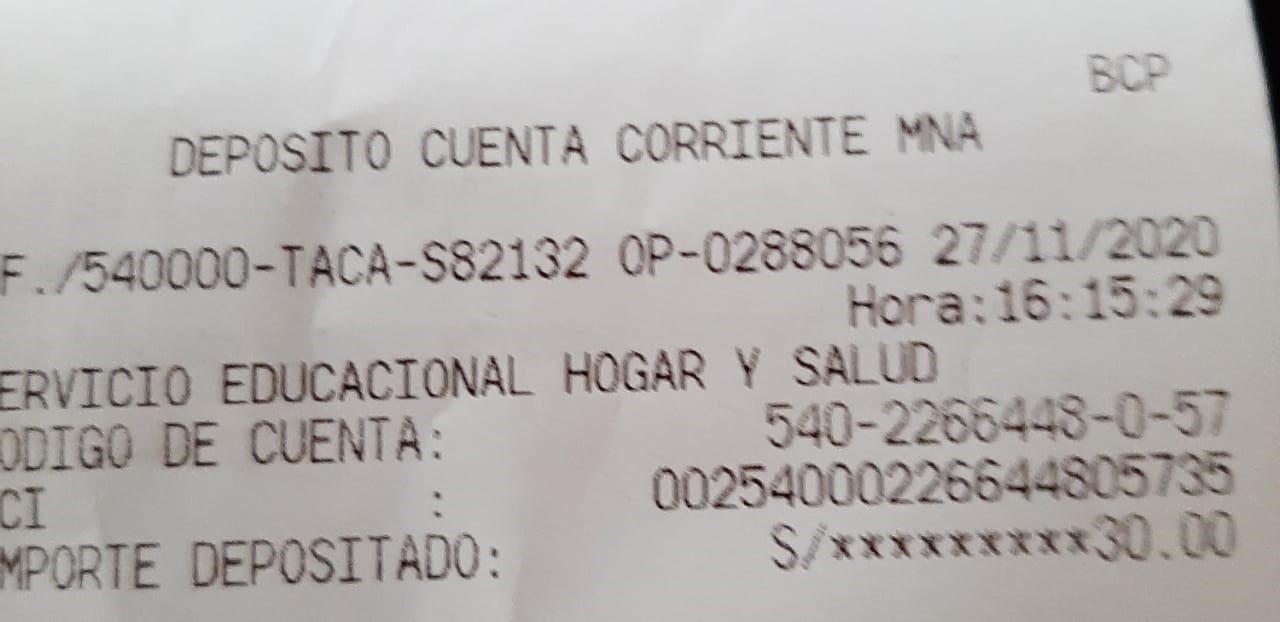 BCP
DEPOSITO CUENTA CORRIENTE MNA
F./540000-TACA-S82132 OP-0288056 27/11/2020
Hora:16:15:29
ERVICIO EDUCACIONAL HOGAR Y SALUD
ODIGO DE CUENTA: 540-2266448-0-57
CI : 00254000226644805735
MPORTE DEPOSITADO: S/*********30.00